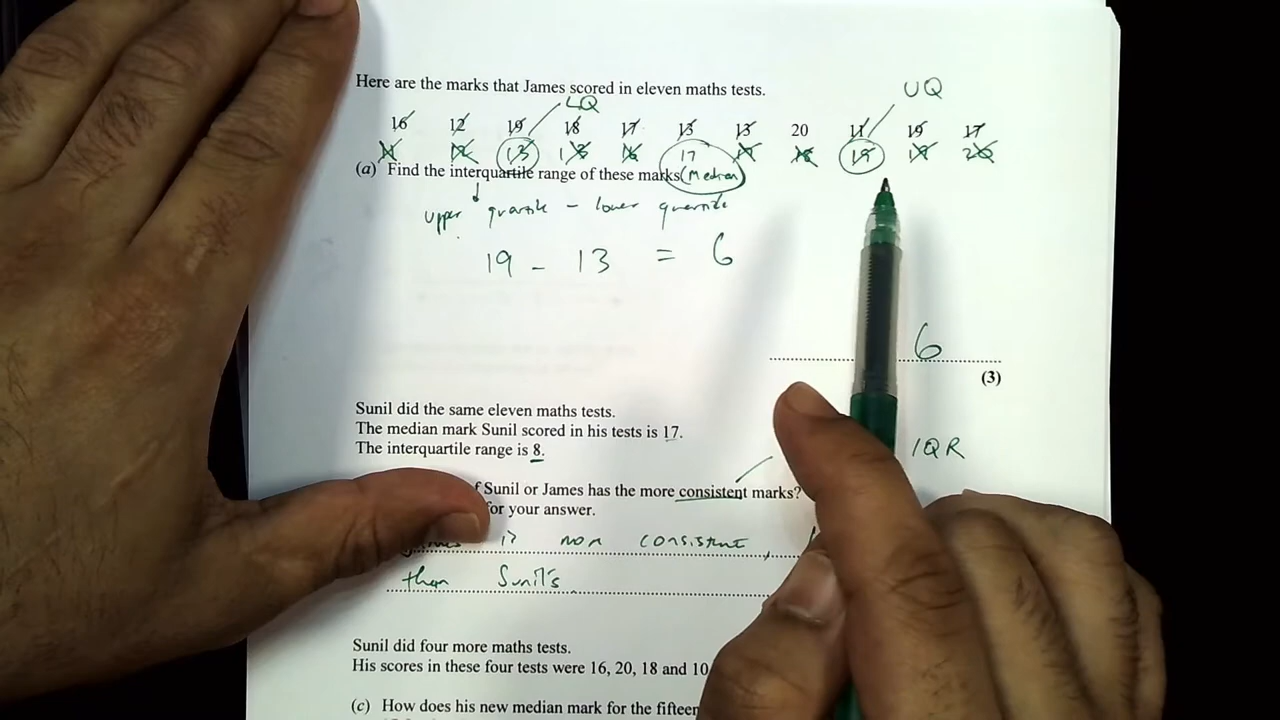 Here are the marks that James scored in eleven maths tests.
LQ
UQ
16 12 19 18 17 13 13 20 11 19 17
17
(a) Find the interquartile range of these marks (Median)
upper quartile - lower quartile
19 - 13 = 6
6
(3)
Sunil did the same eleven maths tests.
The median mark Sunil scored in his tests is 17.
The interquartile range is 8.
IQR
Sunil or James has the more consistent marks?
for your answer.
consistent,
than Sunil's
Sunil did four more maths tests.
His scores in these four tests were 16, 20, 18 and 10
(c) How does his new median mark for the fifteen